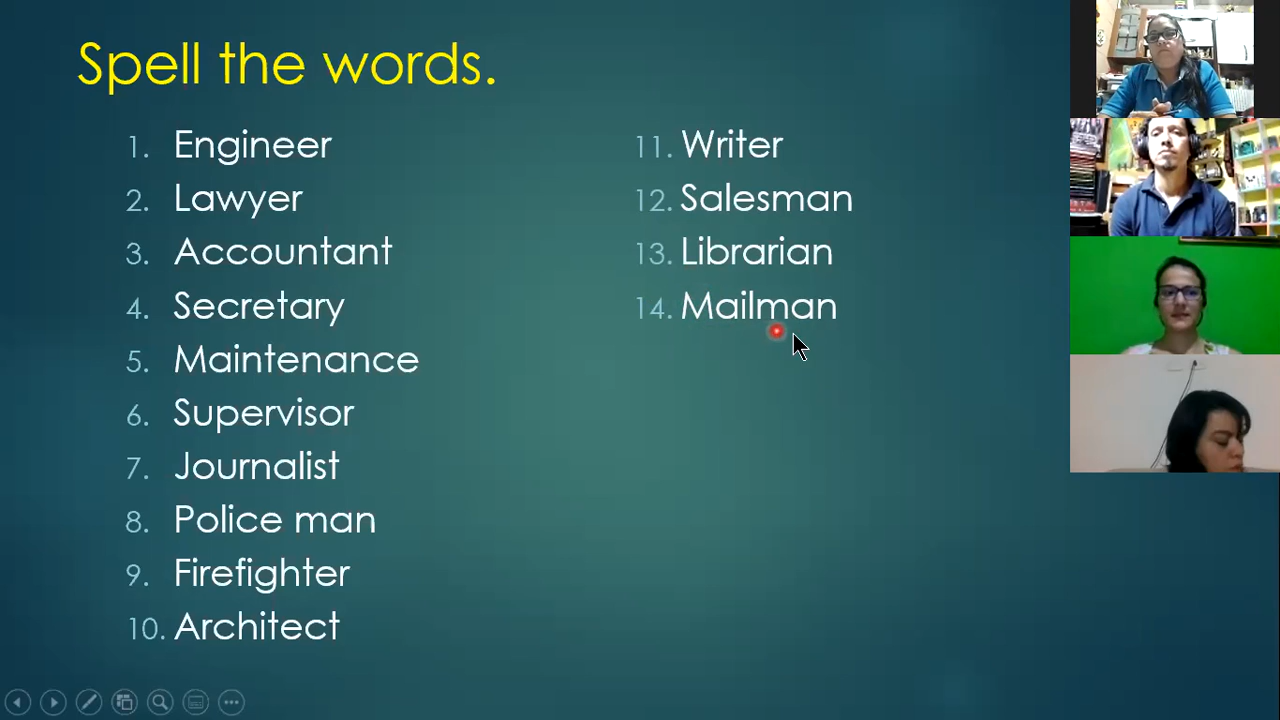 Spell the words.
1. Engineer
2. Lawyer
3. Accountant
4. Secretary
5. Maintenance
6. Supervisor
7. Journalist
8. Police man
9. Firefighter
10. Architect
11. Writer
12. Salesman
13. Librarian
14. Mailman